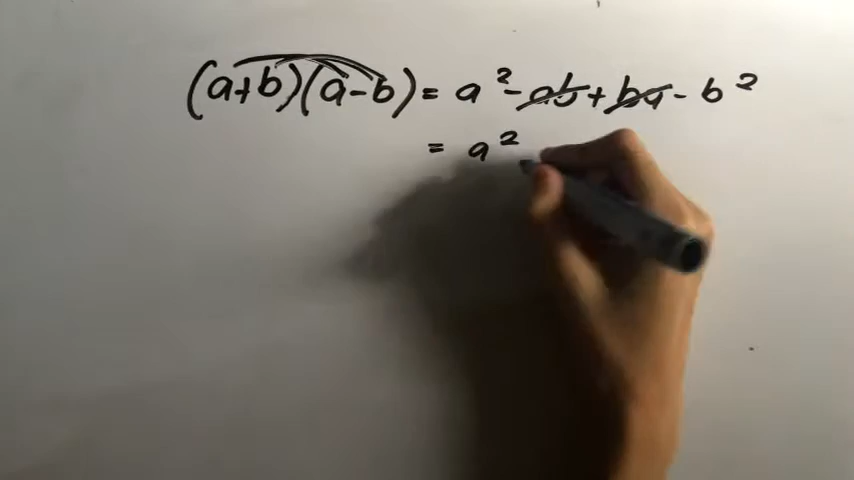 (a+b)(a-b) = a² - ab + ba - b²
= a²